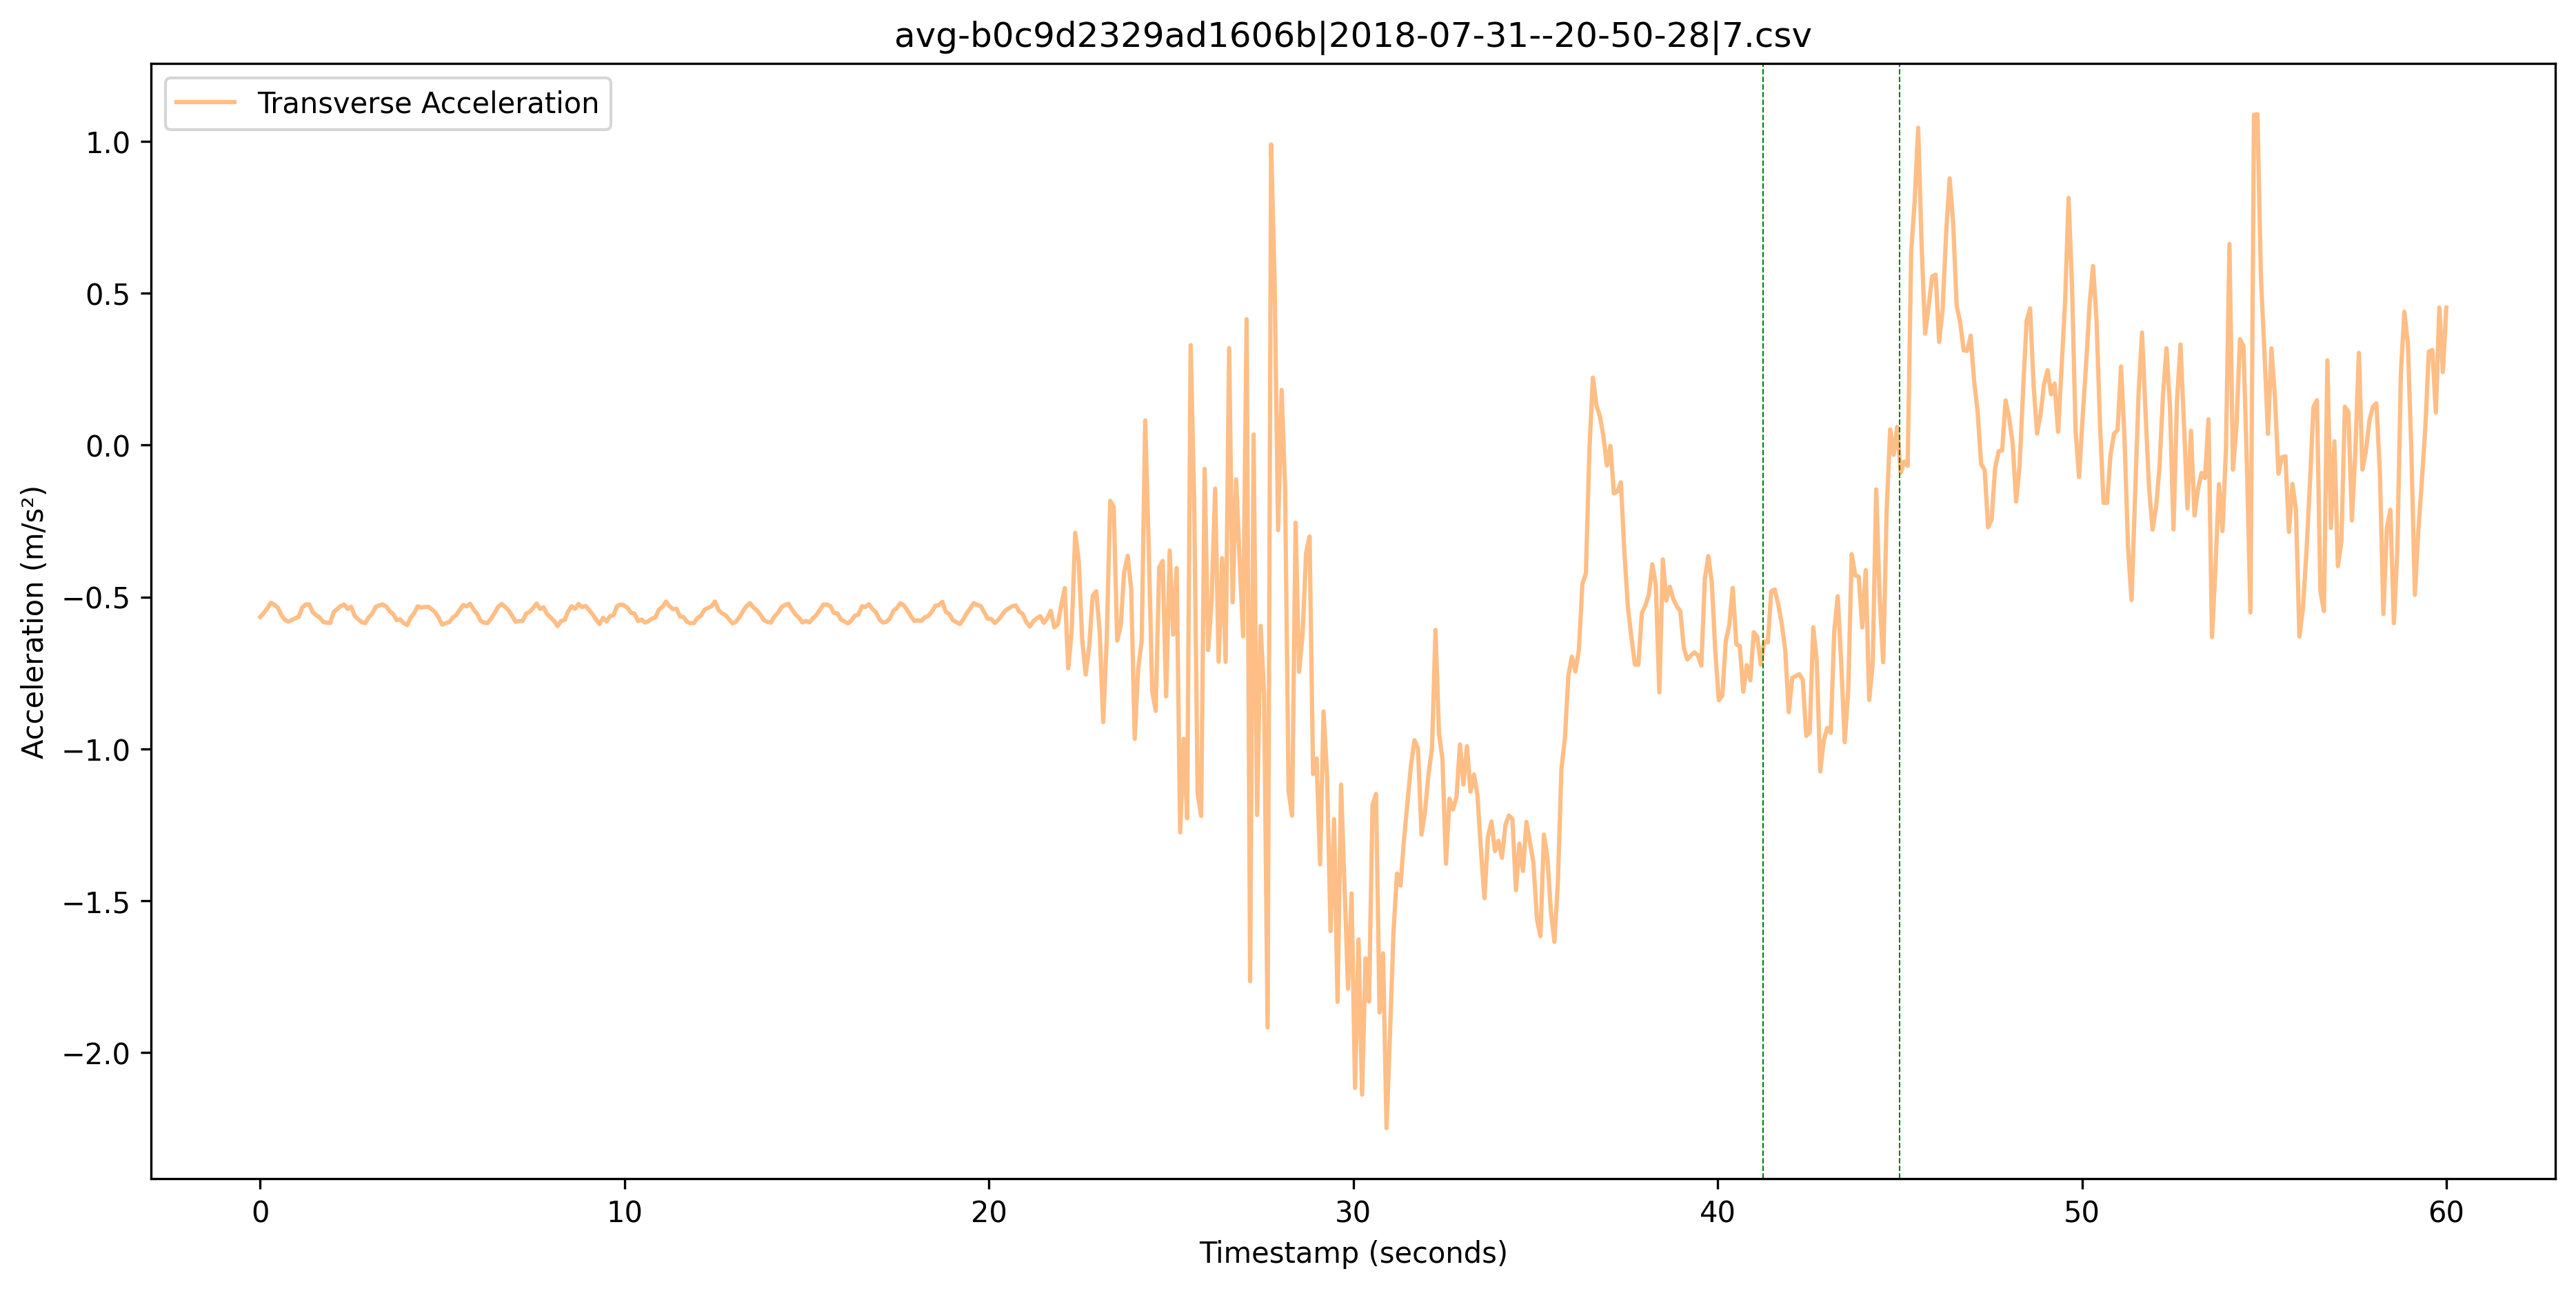 avg-b0c9d2329ad1606b|2018-07-31--20-50-28|7.csv
Transverse Acceleration
1.0
0.5
0.0
−0.5
−1.0
−1.5
−2.0
Acceleration (m/s²)
0 10 20 30 40 50 60
Timestamp (seconds)